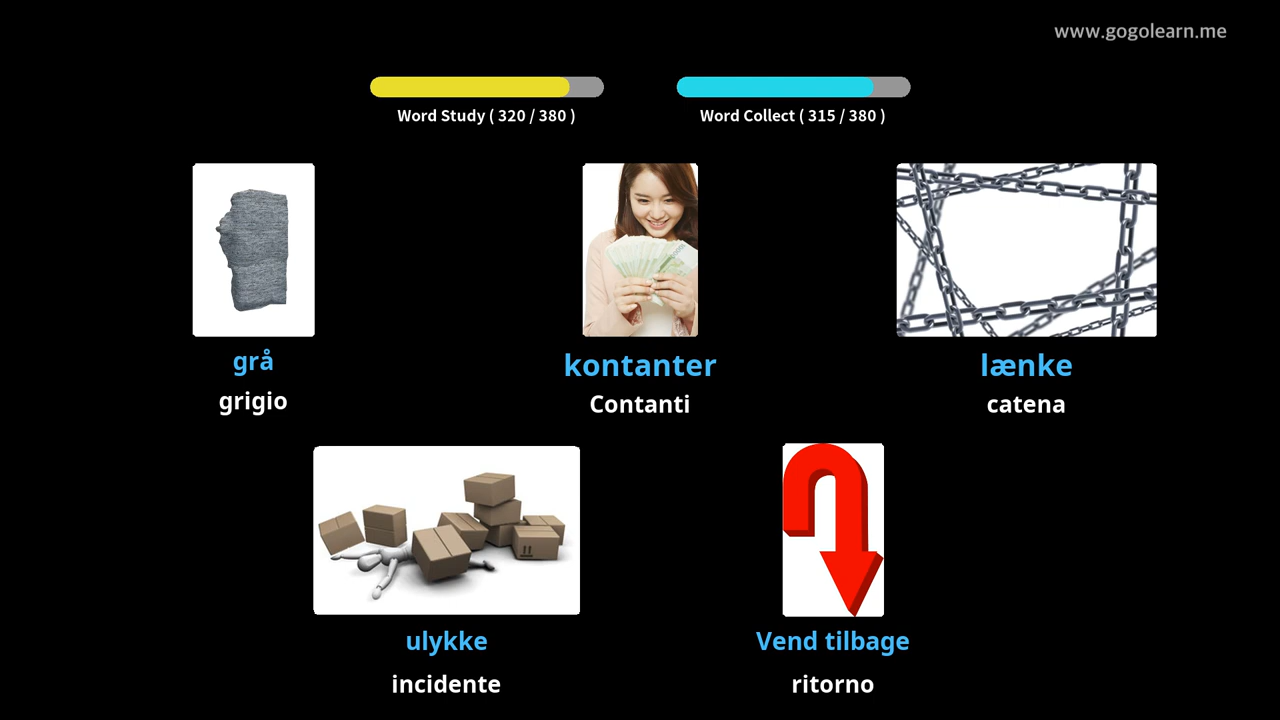 www.gogolearn.me
Word Study ( 320 / 380 )
Word Collect ( 315 / 380 )
grå
grigio
kontanter
Contanti
lænke
catena
ulykke
incidente
Vend tilbage
ritorno